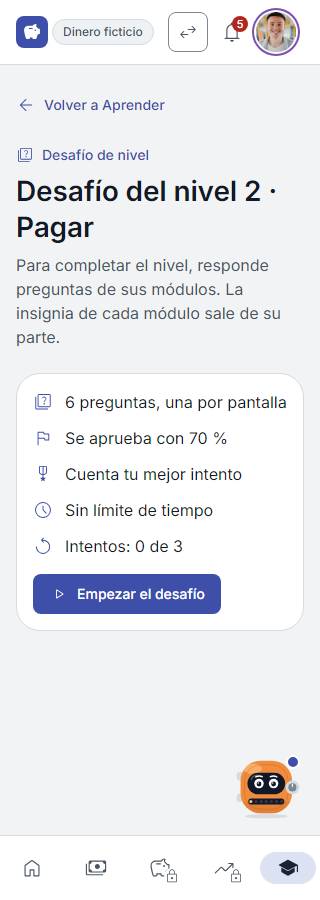 Dinero ficticio
5
Volver a Aprender
Desafío de nivel
Desafío del nivel 2 ·
Pagar
Para completar el nivel, responde
preguntas de sus módulos. La
insignia de cada módulo sale de su
parte.
6 preguntas, una por pantalla
Se aprueba con 70 %
Cuenta tu mejor intento
Sin límite de tiempo
Intentos: 0 de 3
Empezar el desafío